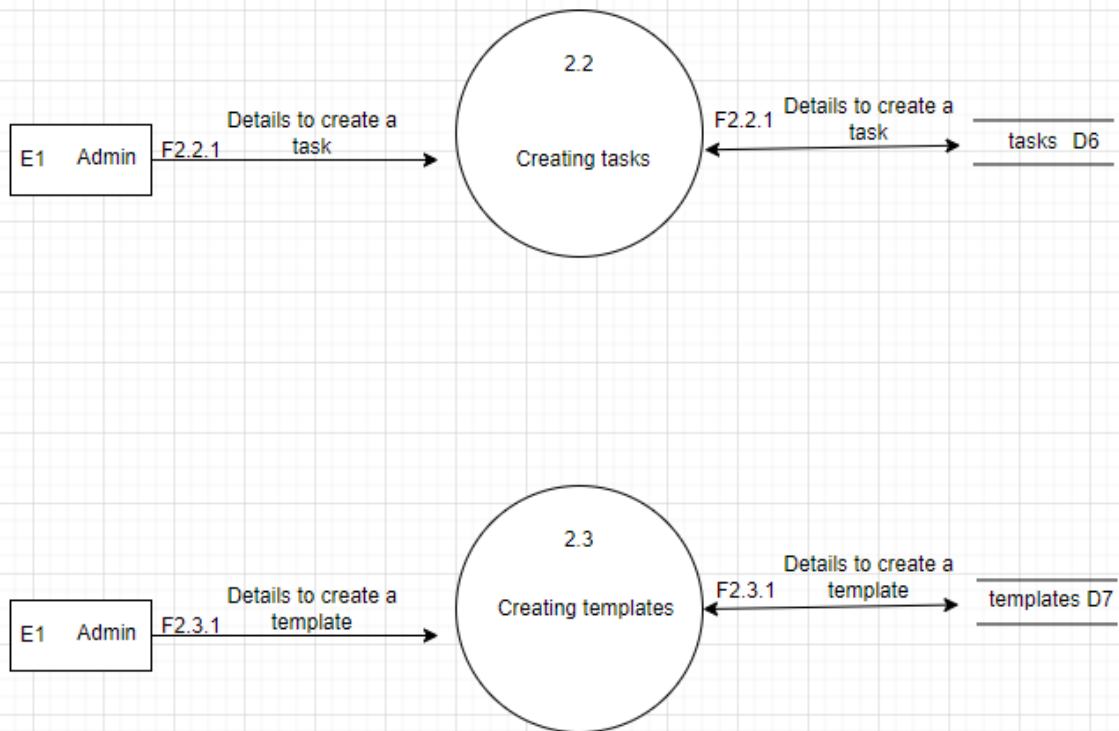 2.2
Details to create a
task
E1 Admin
F2.2.1
Creating tasks
F2.2.1
Details to create a
task
tasks D6
2.3
Details to create a
template
E1 Admin
F2.3.1
Creating templates
F2.3.1
Details to create a
template
templates D7